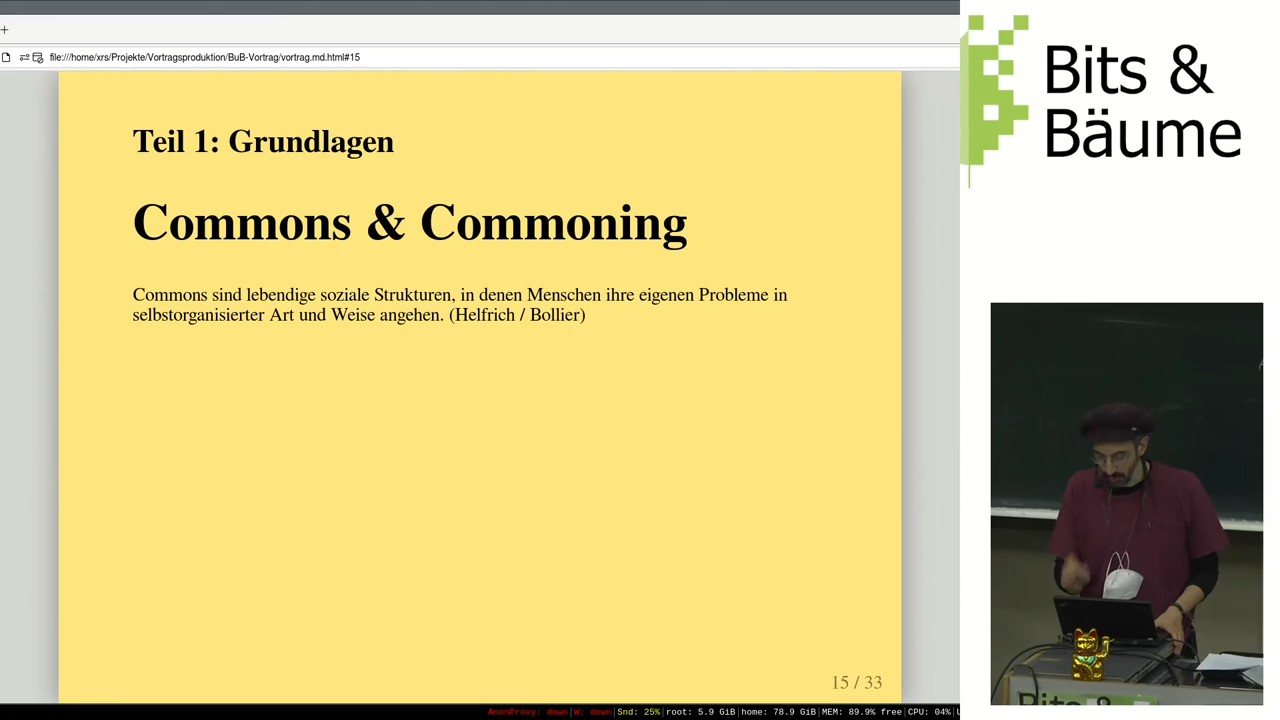 +
file:///home/xrs/Projekte/Vortragsproduktion/BuB-Vortrag/vortrag.md.html#15
Teil 1: Grundlagen
Commons & Commoning
Commons sind lebendige soziale Strukturen, in denen Menschen ihre eigenen Probleme in
selbstorganisierter Art und Weise angehen. (Helfrich / Bollier)
15 / 33
AnonProxy: down|W: down|Snd: 25%|root: 5.9 GiB|home: 78.9 GiB|MEM: 89.9% free|CPU: 04%|
Bits &
Bäume
Bits &